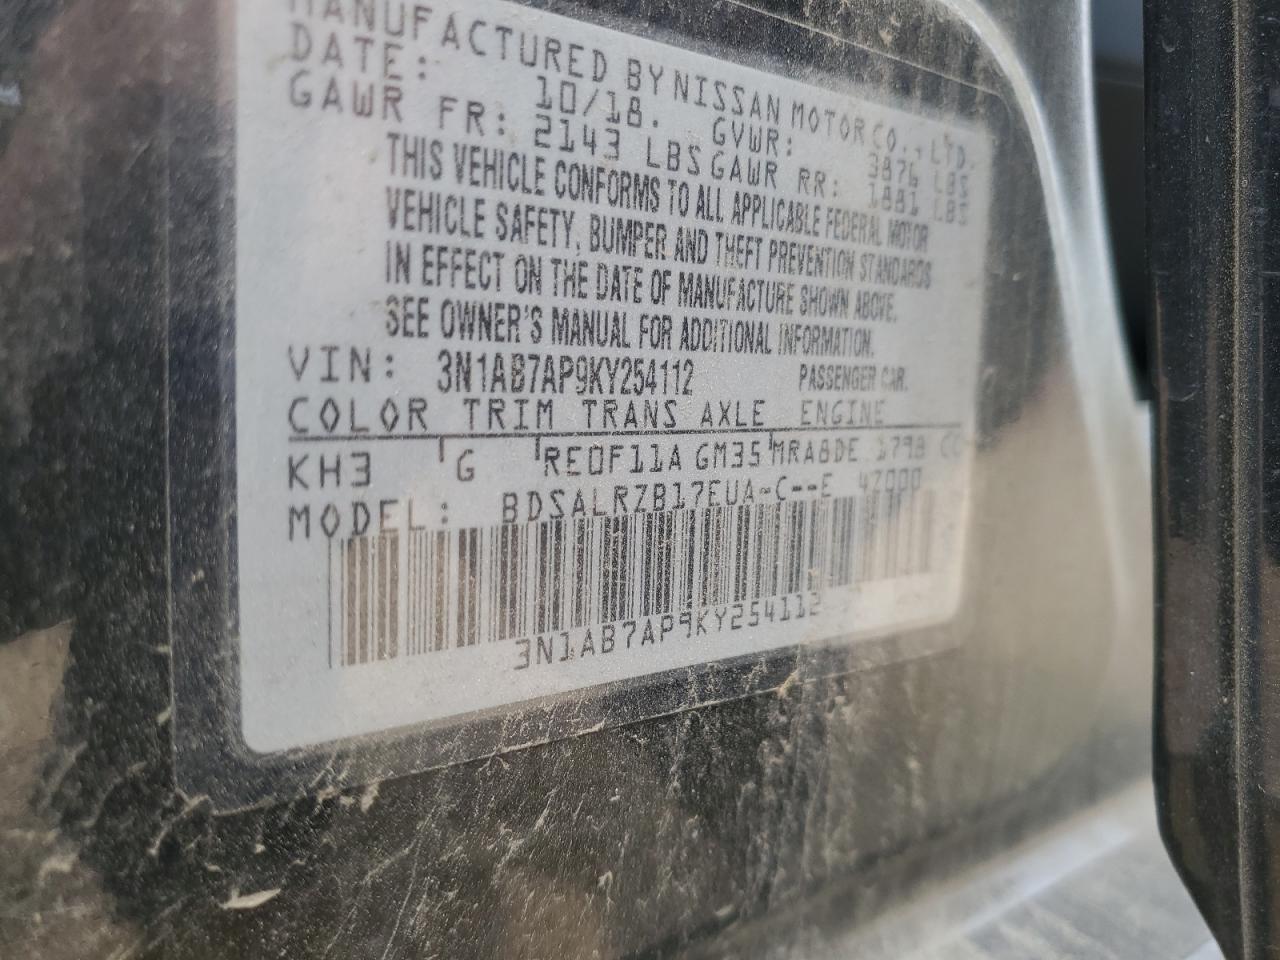 MANUFACTURED BY NISSAN MOTOR CO., LTD.
DATE: 10/18. GVWR: 3876 LBS
GAWR FR: 2143 LBS GAWR RR: 1881 LBS
THIS VEHICLE CONFORMS TO ALL APPLICABLE FEDERAL MOTOR
VEHICLE SAFETY, BUMPER AND THEFT PREVENTION STANDARDS
IN EFFECT ON THE DATE OF MANUFACTURE SHOWN ABOVE.
SEE OWNER'S MANUAL FOR ADDITIONAL INFORMATION.
VIN: 3N1AB7AP9KY254112 PASSENGER CAR.
COLOR TRIM TRANS AXLE ENGINE
KH3 G RE0F11A GM35 MRA8DE 1798 CC
MODEL: BDSALRZB17EUA-C--E 47000
3N1AB7AP9KY254112